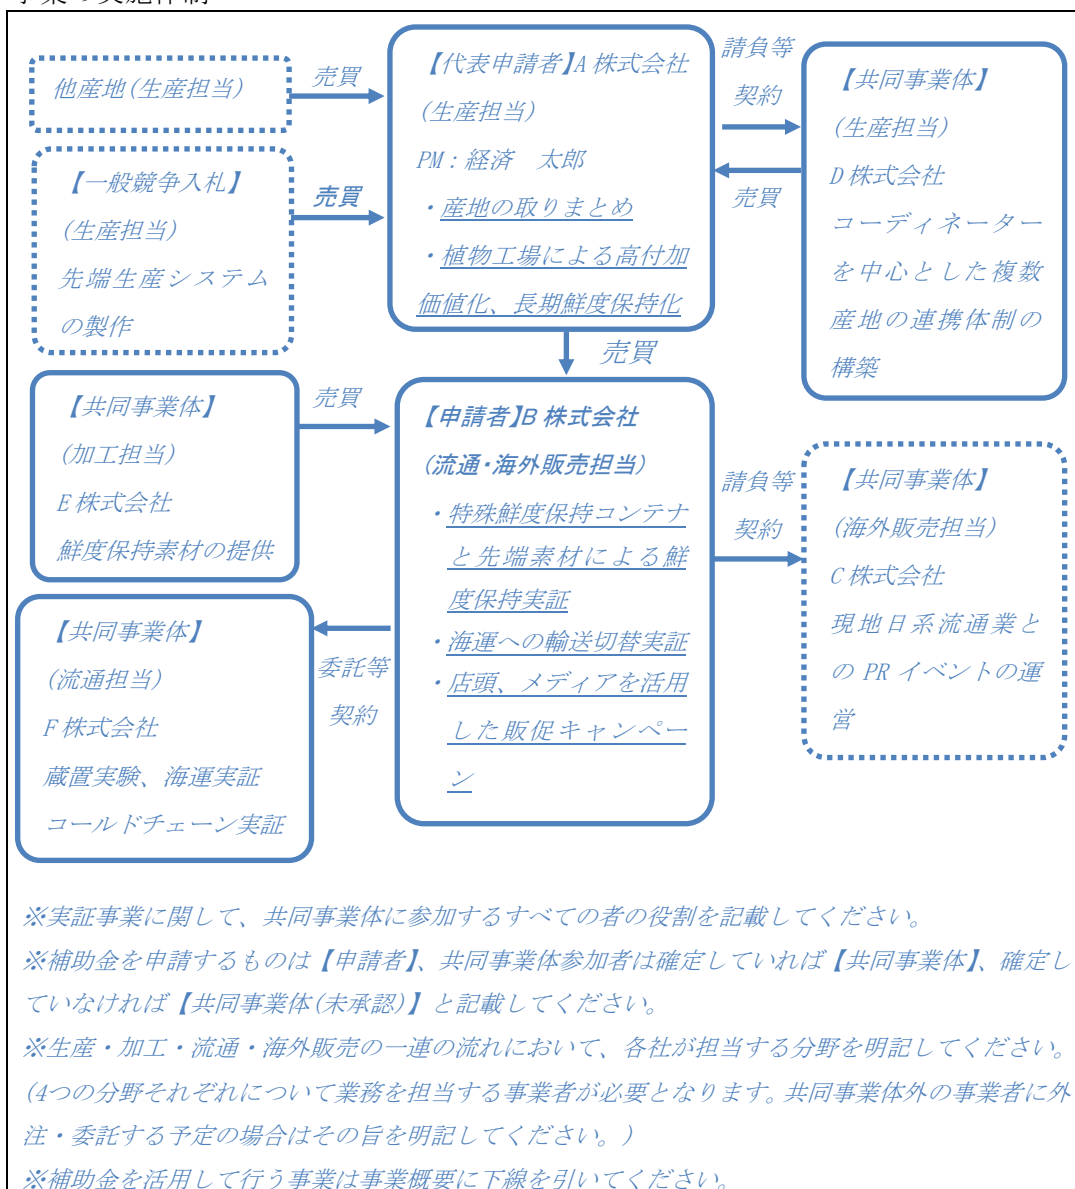 他産地(生産担当)
売買
【一般競争入札】
(生産担当)
先端生産システム
の製作
売買
【代表申請者】A 株式会社
(生産担当)
PM：経済　太郎
・産地の取りまとめ
・植物工場による高付加
価値化、長期鮮度保持化
請負等
契約
売買
【共同事業体】
(生産担当)
D 株式会社
コーディネーター
を中心とした複数
産地の連携体制の
構築
売買
【共同事業体】
(加工担当)
E 株式会社
鮮度保持素材の提供
売買
【申請者】B 株式会社
(流通・海外販売担当)
・特殊鮮度保持コンテナ
と先端素材による鮮
度保持実証
・海運への輸送切替実証
・店頭、メディアを活用
した販促キャンペー
ン
請負等
契約
【共同事業体】
(海外販売担当)
C 株式会社
現地日系流通業と
の PR イベントの運
営
【共同事業体】
(流通担当)
F 株式会社
蔵置実験、海運実証
コールドチェーン実証
委託等
契約
※実証事業に関して、共同事業体に参加するすべての者の役割を記載してください。
※補助金を申請するものは【申請者】、共同事業体参加者は確定していれば【共同事業体】、確定し
ていなければ【共同事業体(未承認)】と記載してください。
※生産・加工・流通・海外販売の一連の流れにおいて、各社が担当する分野を明記してください。
(4つの分野それぞれについて業務を担当する事業者が必要となります。共同事業体外の事業者に外
注・委託する予定の場合はその旨を明記してください。)
※補助金を活用して行う事業は事業概要に下線を引いてください。